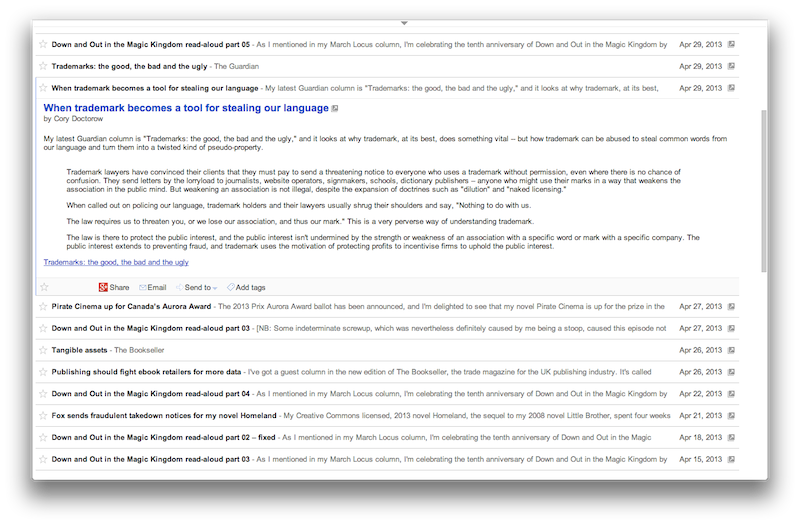 Down and Out in the Magic Kingdom read-aloud part 05 - As I mentioned in my March Locus column, I'm celebrating the tenth anniversary of Down and Out in the Magic Kingdom by Apr 29, 2013
Trademarks: the good, the bad and the ugly - The Guardian Apr 29, 2013
When trademark becomes a tool for stealing our language - My latest Guardian column is "Trademarks: the good, the bad and the ugly," and it looks at why trademark, at its best, Apr 29, 2013
When trademark becomes a tool for stealing our language
by Cory Doctorow
My latest Guardian column is "Trademarks: the good, the bad and the ugly," and it looks at why trademark, at its best, does something vital -- but how trademark can be abused to steal common words from
our language and turn them into a twisted kind of pseudo-property.
Trademark lawyers have convinced their clients that they must pay to send a threatening notice to everyone who uses a trademark without permission, even where there is no chance of
confusion. They send letters by the lorryload to journalists, website operators, signmakers, schools, dictionary publishers -- anyone who might use their marks in a way that weakens the
association in the public mind. But weakening an association is not illegal, despite the expansion of doctrines such as "dilution" and "naked licensing."
When called out on policing our language, trademark holders and their lawyers usually shrug their shoulders and say, "Nothing to do with us.
The law requires us to threaten you, or we lose our association, and thus our mark." This is a very perverse way of understanding trademark.
The law is there to protect the public interest, and the public interest isn't undermined by the strength or weakness of an association with a specific word or mark with a specific company. The
public interest extends to preventing fraud, and trademark uses the motivation of protecting profits to incentivise firms to uphold the public interest.
Trademarks: the good, the bad and the ugly
Share Email Send to Add tags
Pirate Cinema up for Canada's Aurora Award - The 2013 Prix Aurora Award ballot has been announced, and I'm delighted to see that my novel Pirate Cinema is up for the prize in the Apr 27, 2013
Down and Out in the Magic Kingdom read-aloud part 03 - [NB: Some indeterminate screwup, which was nevertheless definitely caused by me being a stoop, caused this episode not Apr 27, 2013
Tangible assets - The Bookseller Apr 26, 2013
Publishing should fight ebook retailers for more data - I've got a guest column in the new edition of The Bookseller, the trade magazine for the UK publishing industry. It's called Apr 26, 2013
Down and Out in the Magic Kingdom read-aloud part 04 - As I mentioned in my March Locus column, I'm celebrating the tenth anniversary of Down and Out in the Magic Kingdom by Apr 22, 2013
Fox sends fraudulent takedown notices for my novel Homeland - My Creative Commons licensed, 2013 novel Homeland, the sequel to my 2008 novel Little Brother, spent four weeks Apr 21, 2013
Down and Out in the Magic Kingdom read-aloud part 02 – fixed - As I mentioned in my March Locus column, I'm celebrating the tenth anniversary of Down and Out in the Magic Apr 18, 2013
Down and Out in the Magic Kingdom read-aloud part 03 - As I mentioned in my March Locus column, I'm celebrating the tenth anniversary of Down and Out in the Magic Kingdom by Apr 15, 2013